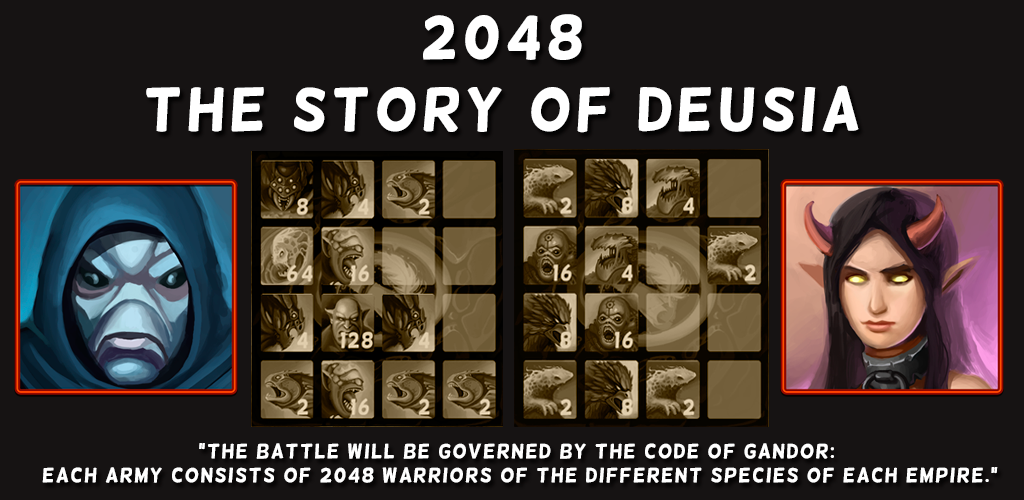 2048
THE STORY OF DEUSIA
8 4 2 2 8 4
64 16 16 4 2
4 128 4 8 16
2 16 2 2 2 8 2
"THE BATTLE WILL BE GOVERNED BY THE CODE OF GANDOR:
EACH ARMY CONSISTS OF 2048 WARRIORS OF THE DIFFERENT SPECIES OF EACH EMPIRE."